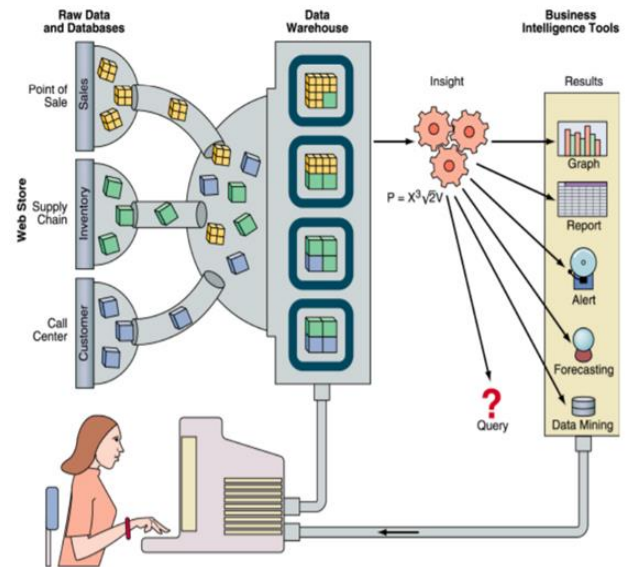 Raw Data
and Databases
Data
Warehouse
Business
Intelligence Tools
Insight
Results
Web Store
Point of
Sale
Sales
Supply
Chain
Inventory
Call
Center
Customer
P = X³√2V
Graph
Report
Alert
Forecasting
Data Mining
?
Query